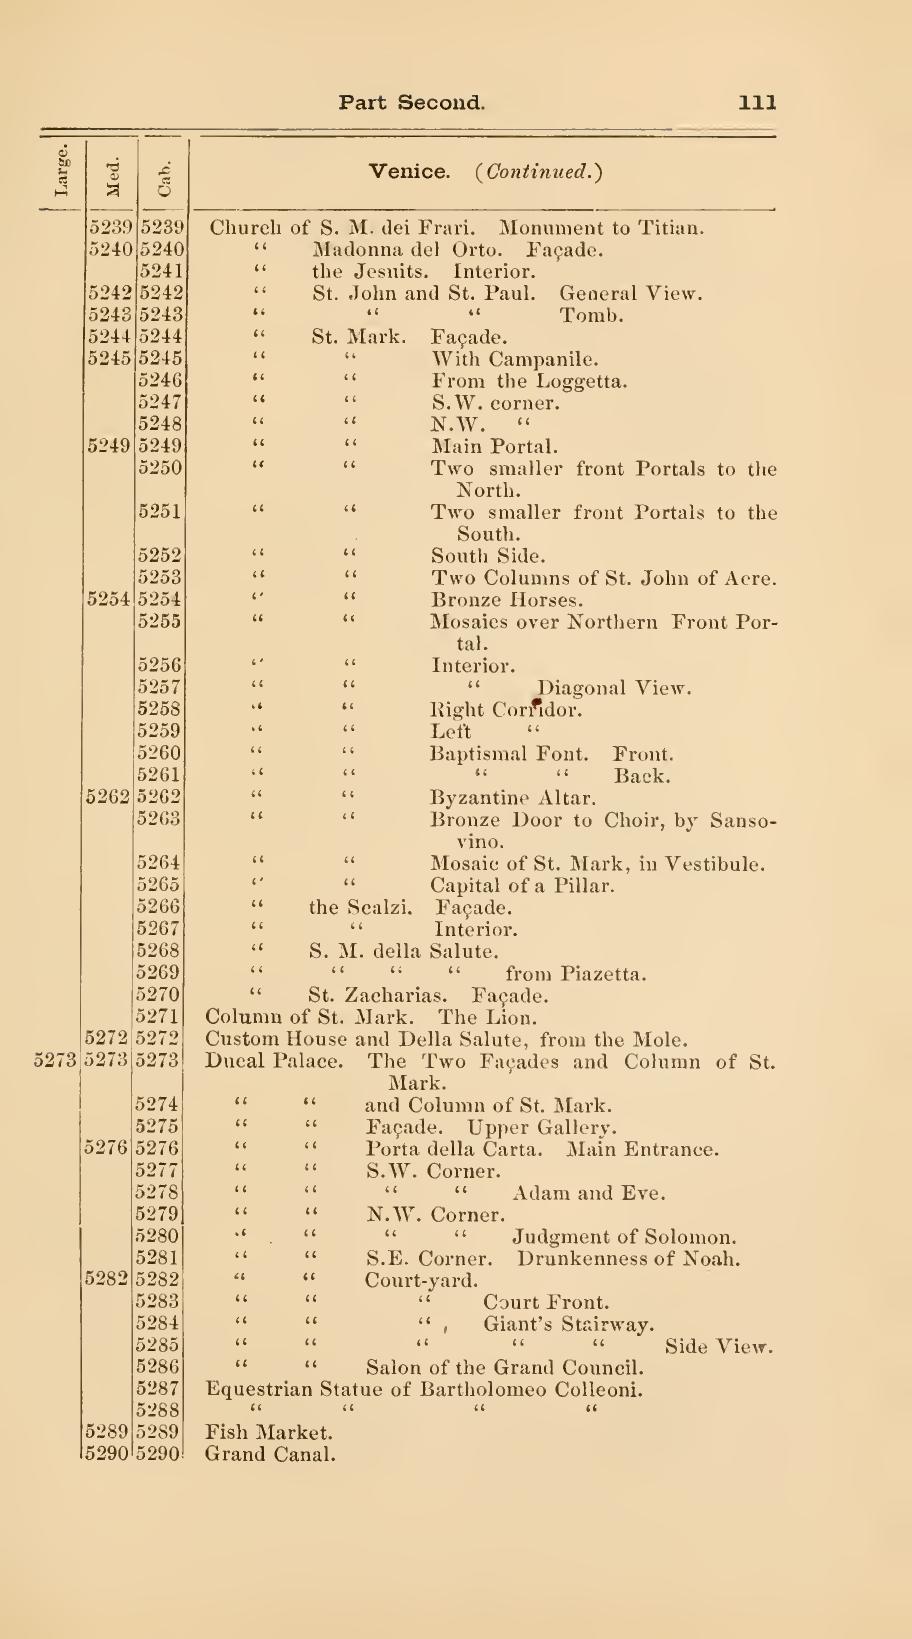 Part Second. 111
Large. Med. Cab. Venice. (Continued.)
5239 5239 Church of S. M. dei Frari. Monument to Titian.
5240 5240 “ Madonna del Orto. Façade.
5241 “ the Jesuits. Interior.
5242 5242 “ St. John and St. Paul. General View.
5243 5243 “ “ “ Tomb.
5244 5244 “ St. Mark. Façade.
5245 5245 “ “ With Campanile.
5246 “ “ From the Loggetta.
5247 “ “ S.W. corner.
5248 “ “ N.W. “
5249 5249 “ “ Main Portal.
5250 “ “ Two smaller front Portals to the
North.
5251 “ “ Two smaller front Portals to the
South.
5252 “ “ South Side.
5253 “ “ Two Columns of St. John of Acre.
5254 5254 “ “ Bronze Horses.
5255 “ “ Mosaics over Northern Front Por-
tal.
5256 “ “ Interior.
5257 “ “ “ Diagonal View.
5258 “ “ Right Corridor.
5259 “ “ Left “
5260 “ “ Baptismal Font. Front.
5261 “ “ “ “ Back.
5262 5262 “ “ Byzantine Altar.
5263 “ “ Bronze Door to Choir, by Sanso-
vino.
5264 “ “ Mosaic of St. Mark, in Vestibule.
5265 “ “ Capital of a Pillar.
5266 “ the Scalzi. Façade.
5267 “ “ Interior.
5268 “ S. M. della Salute.
5269 “ “ “ “ from Piazetta.
5270 “ St. Zacharias. Façade.
5271 Column of St. Mark. The Lion.
5272 5272 Custom House and Della Salute, from the Mole.
5273 5273 5273 Ducal Palace. The Two Façades and Column of St.
Mark.
5274 “ “ and Column of St. Mark.
5275 “ “ Façade. Upper Gallery.
5276 5276 “ “ Porta della Carta. Main Entrance.
5277 “ “ S.W. Corner.
5278 “ “ “ “ Adam and Eve.
5279 “ “ N.W. Corner.
5280 “ “ “ “ Judgment of Solomon.
5281 “ “ S.E. Corner. Drunkenness of Noah.
5282 5282 “ “ Court-yard.
5283 “ “ “ Court Front.
5284 “ “ “ Giant's Stairway.
5285 “ “ “ “ “ Side View.
5286 “ “ Salon of the Grand Council.
5287 Equestrian Statue of Bartholomeo Colleoni.
5288 “ “ “ “
5289 5289 Fish Market.
5290 5290 Grand Canal.